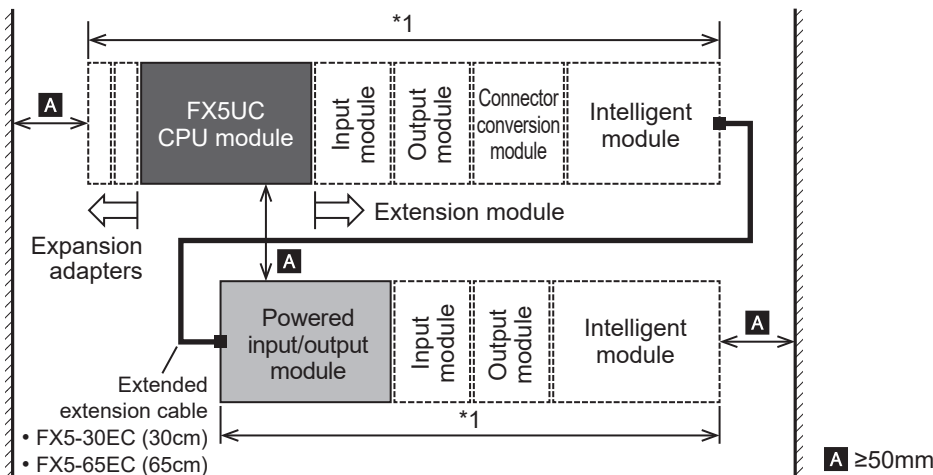 *1
A
FX5UC
CPU module
Input
module
Output
module
Connector
conversion
module
Intelligent
module
Extension module
Expansion
adapters
A
Powered
input/output
module
Input
module
Output
module
Intelligent
module
A
Extended
extension cable
• FX5-30EC (30cm)
• FX5-65EC (65cm)
*1
A ≥50mm